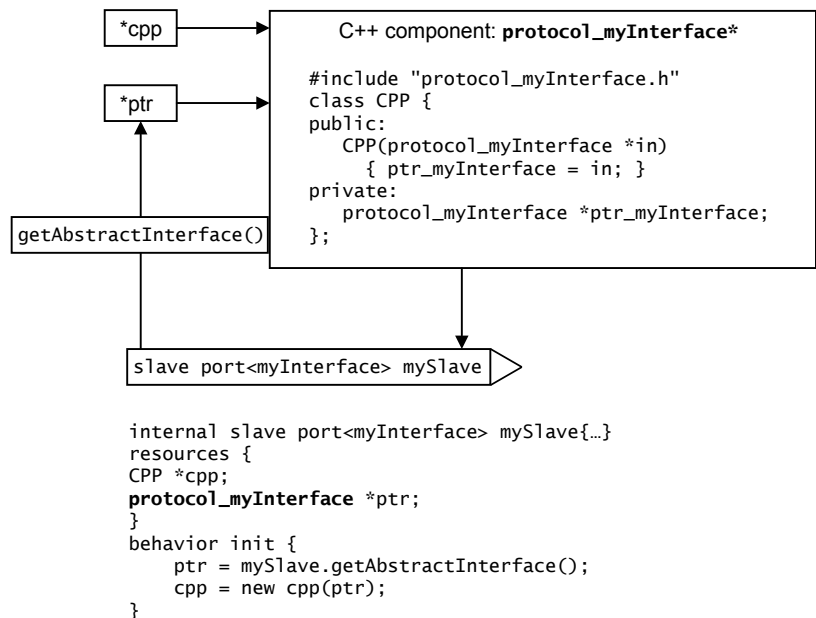 *cpp
C++ component: protocol_myInterface*
#include "protocol_myInterface.h"
class CPP {
public:
CPP(protocol_myInterface *in)
{ ptr_myInterface = in; }
private:
protocol_myInterface *ptr_myInterface;
};
*ptr
getAbstractInterface()
slave port<myInterface> mySlave
internal slave port<myInterface> mySlave{…}
resources {
CPP *cpp;
protocol_myInterface *ptr;
}
behavior init {
ptr = mySlave.getAbstractInterface();
cpp = new cpp(ptr);
}